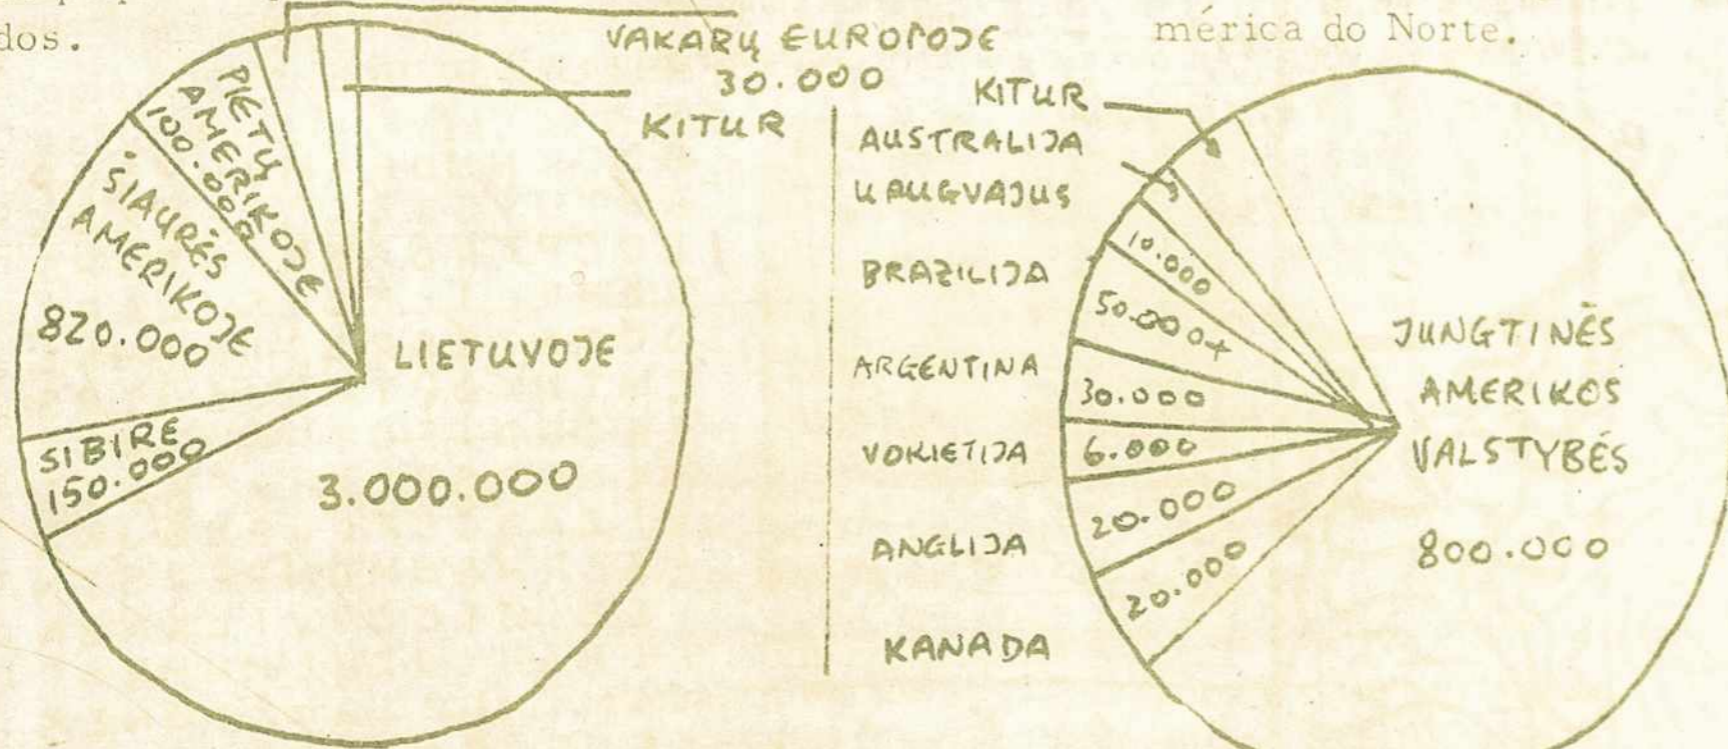 dos.
mérica do Norte.
VAKARŲ EUROPOJE
30.000
KITUR
PIETŲ
AMERIKOJE
100.000
ŠIAURĖS
AMERIKOJE
820.000
SIBIRE
150.000
LIETUVOJE
3.000.000
KITUR
AUSTRALIJA
URUGVAJUS
BRAZILIJA
ARGENTINA
VOKIETIJA
ANGLIJA
KANADA
10.000
50.000+
30.000
6.000
20.000
20.000
JUNGTINĖS
AMERIKOS
VALSTYBĖS
800.000